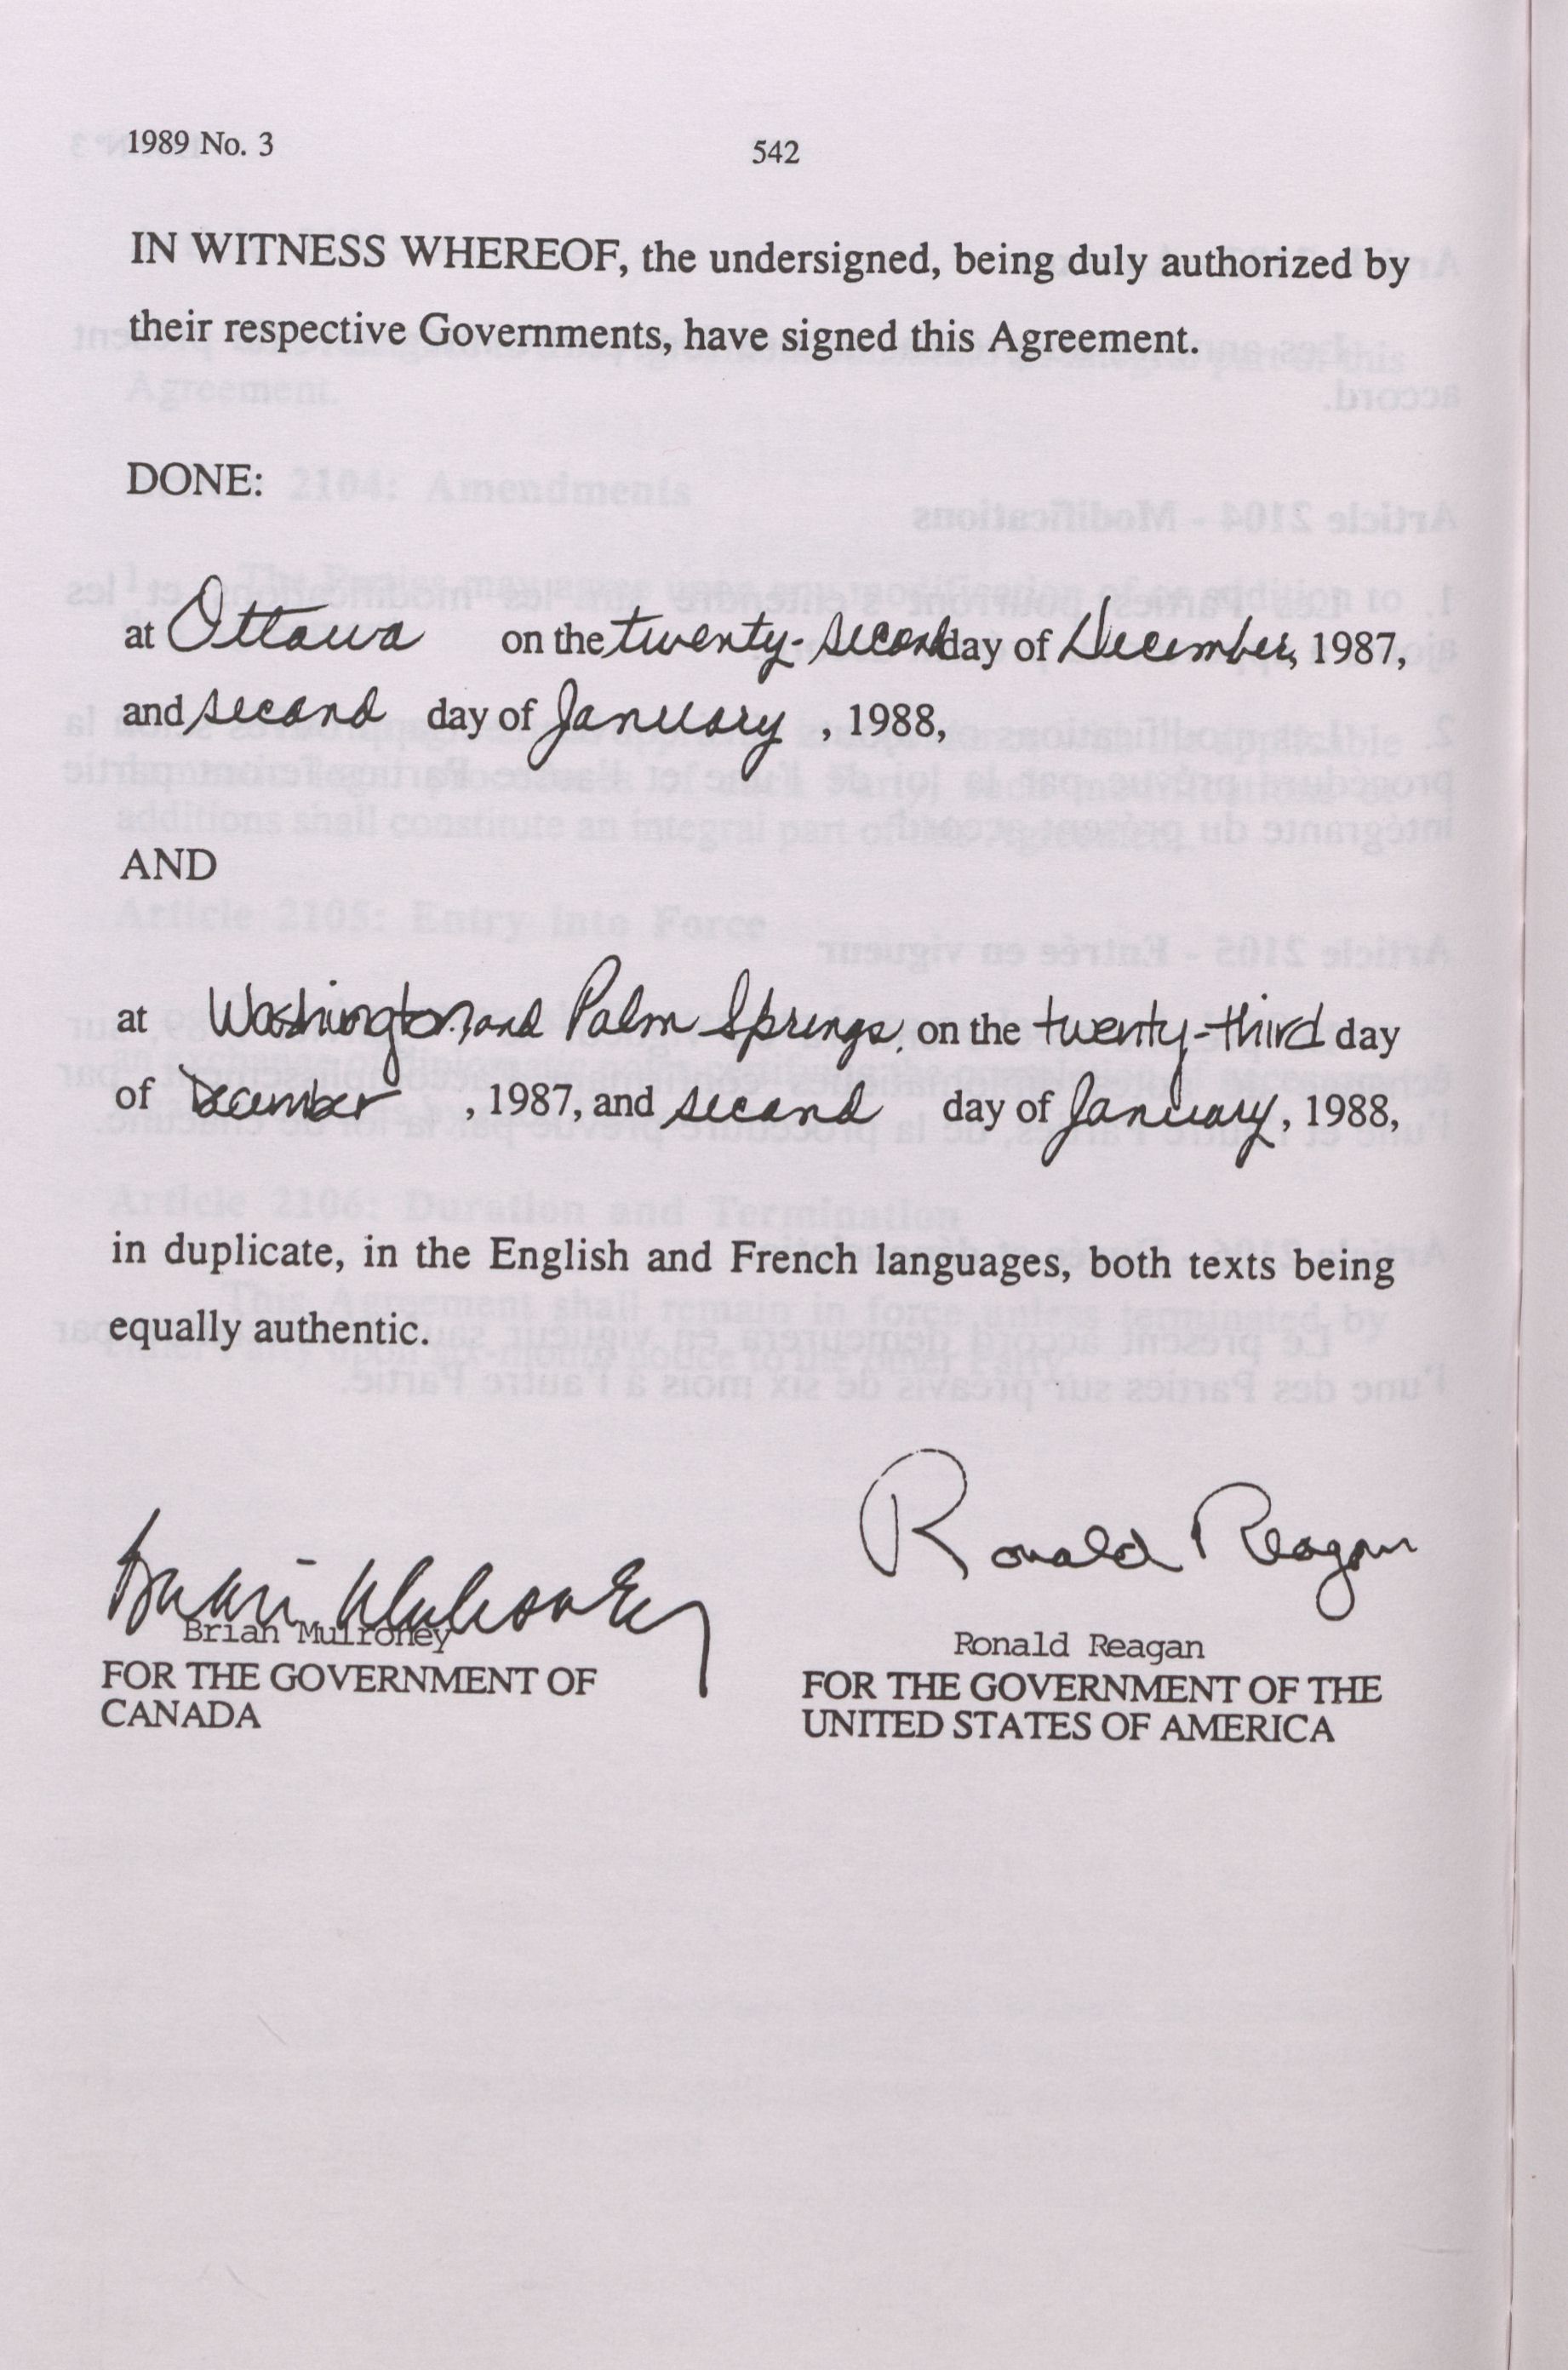 1989 No. 3
542
IN WITNESS WHEREOF, the undersigned, being duly authorized by
their respective Governments, have signed this Agreement.
DONE:
at Ottawa on the twenty-second day of December, 1987,
and second day of January, 1988,
AND
at Washington and Palm Springs, on the twenty-third day
of December, 1987, and second day of January, 1988,
in duplicate, in the English and French languages, both texts being
equally authentic.
Brian Mulroney
Ronald Reagan
Brian Mulroney
Ronald Reagan
FOR THE GOVERNMENT OF
CANADA
FOR THE GOVERNMENT OF THE
UNITED STATES OF AMERICA